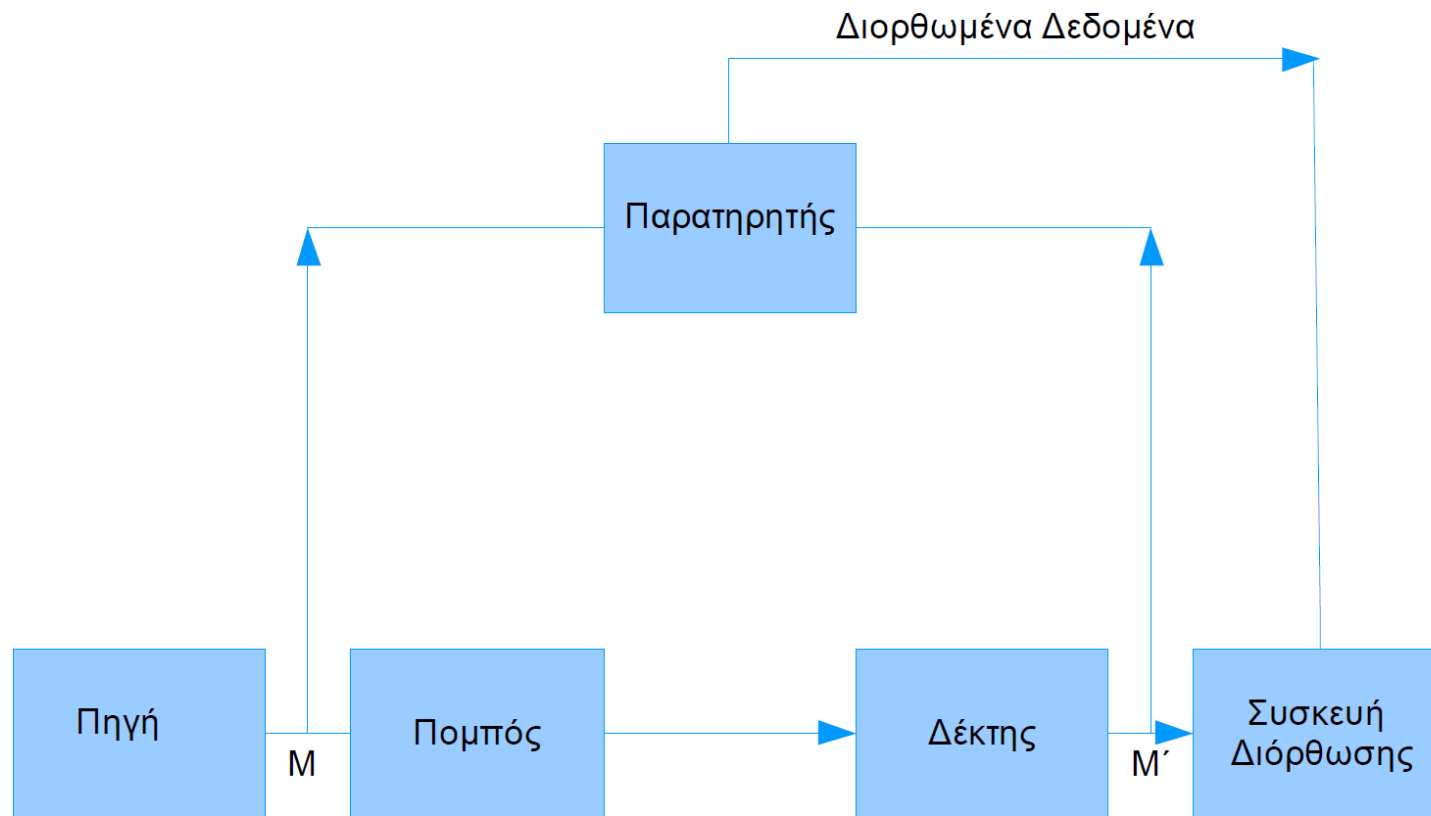 Διορθωμένα Δεδομένα
Παρατηρητής
Πηγή
Μ
Πομπός
Δέκτης
Μ΄
Συσκευή
Διόρθωσης